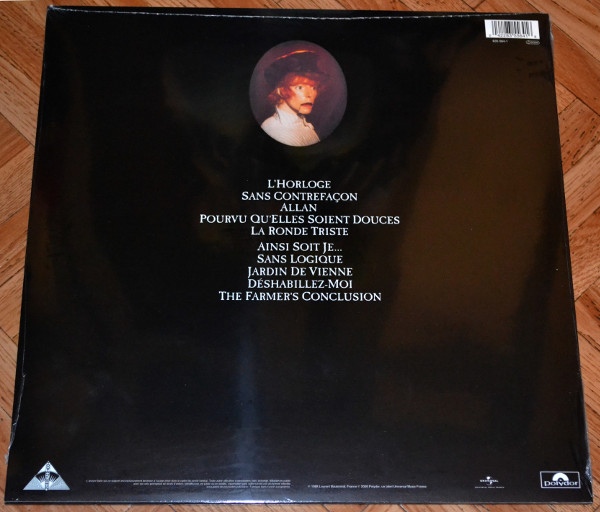 L'HORLOGE
SANS CONTREFAÇON
ALLAN
POURVU QU'ELLES SOIENT DOUCES
LA RONDE TRISTE
AINSI SOIT JE...
SANS LOGIQUE
JARDIN DE VIENNE
DÉSHABILLEZ-MOI
THE FARMER'S CONCLUSION
UNIVERSAL
polydor